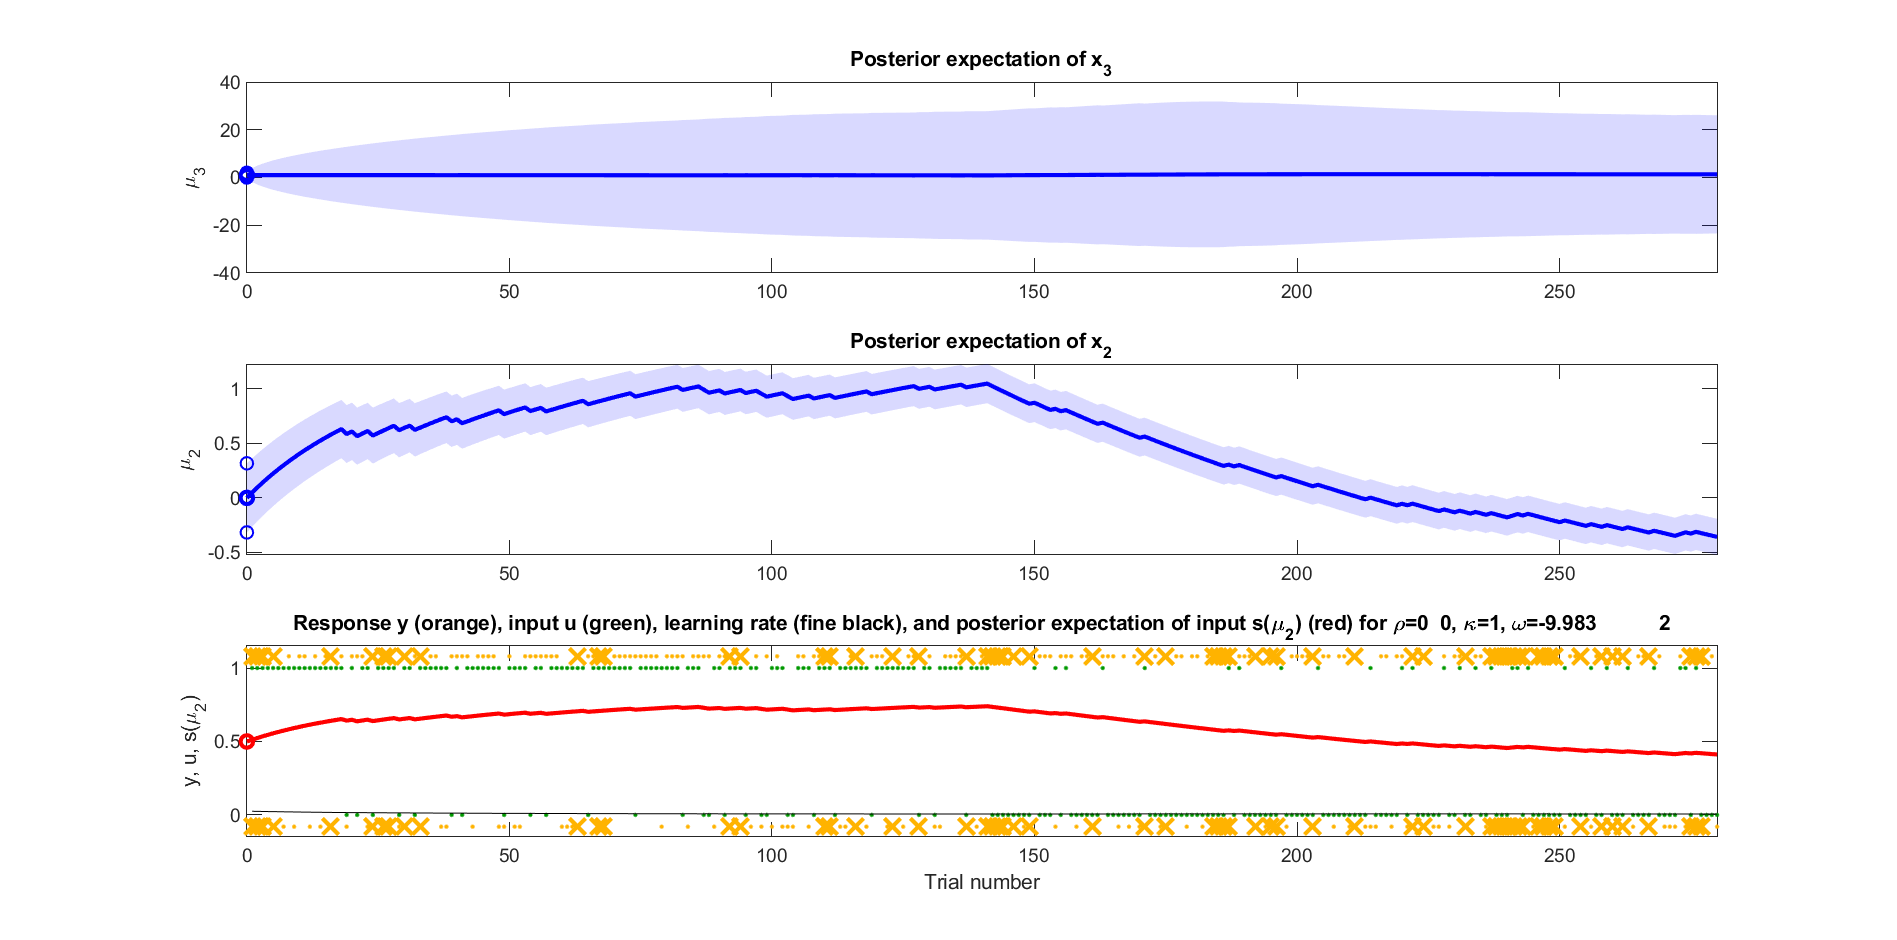 Posterior expectation of x3
40
20
0
-20
-40
μ3
0 50 100 150 200 250
Posterior expectation of x2
1
0.5
0
-0.5
μ2
0 50 100 150 200 250
Response y (orange), input u (green), learning rate (fine black), and posterior expectation of input s(μ2) (red) for ρ=0 0, κ=1, ω=-9.983 2
1
0.5
0
y, u, s(μ2)
0 50 100 150 200 250
Trial number